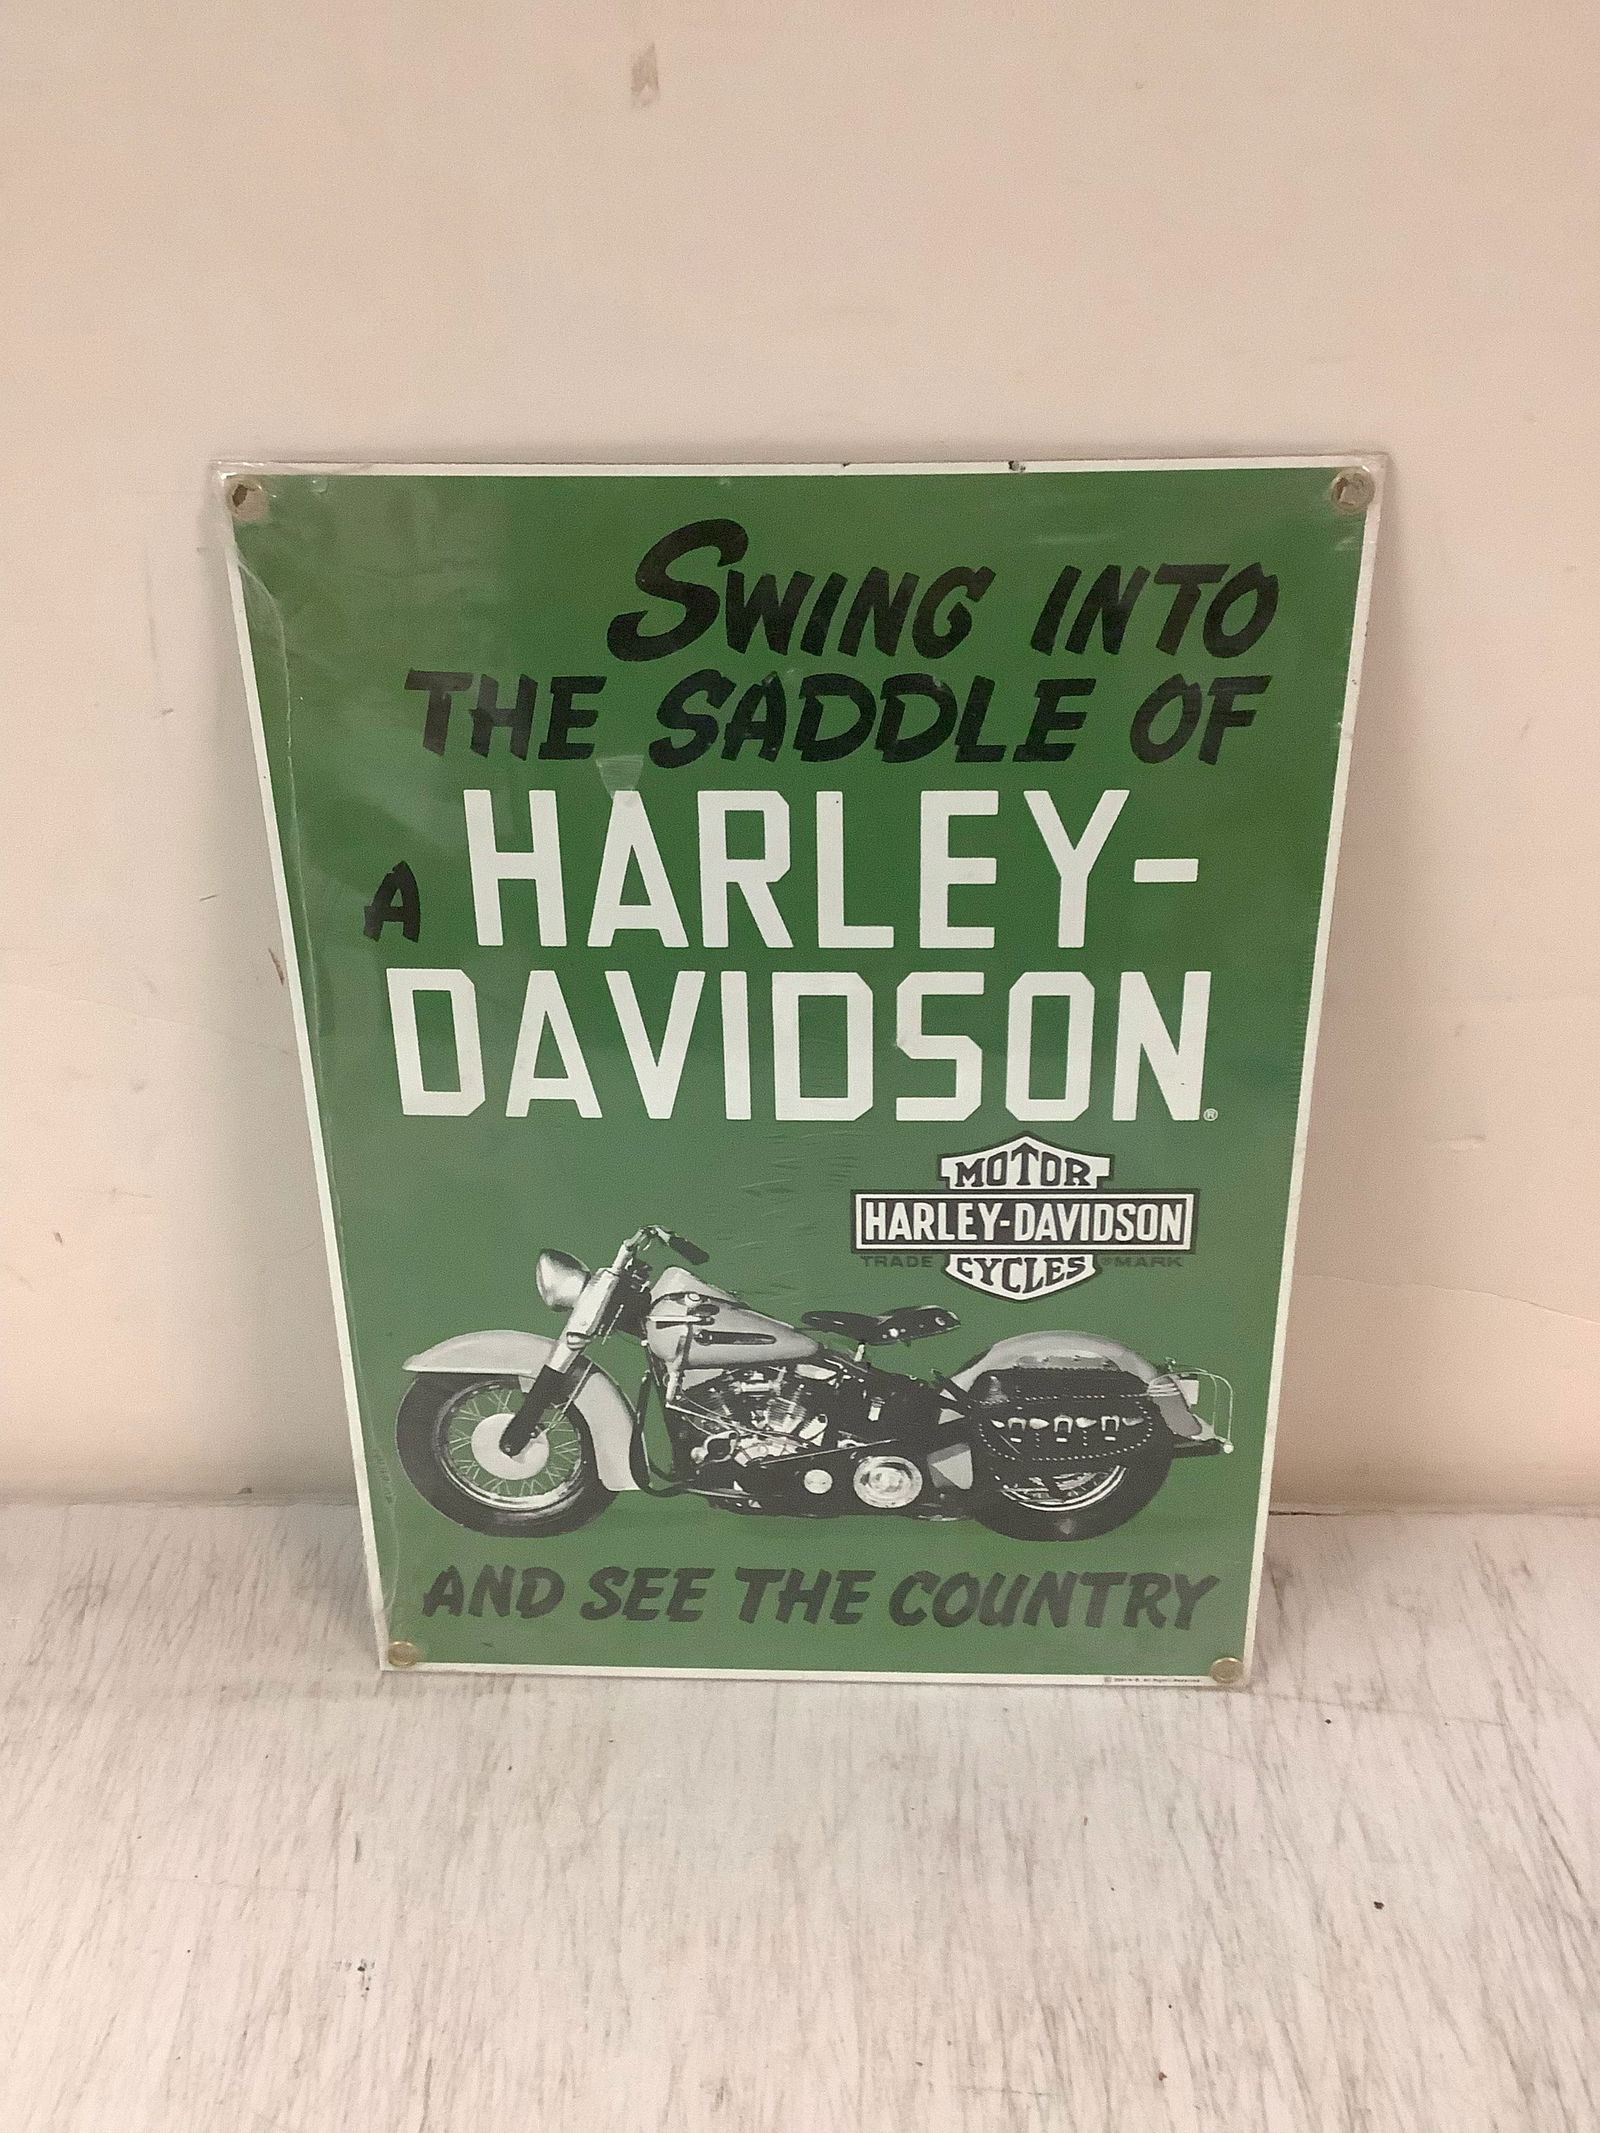 SWING INTO
THE SADDLE OF
A HARLEY-
DAVIDSON®
MOTOR
HARLEY-DAVIDSON
TRADE CYCLES ®MARK
AND SEE THE COUNTRY